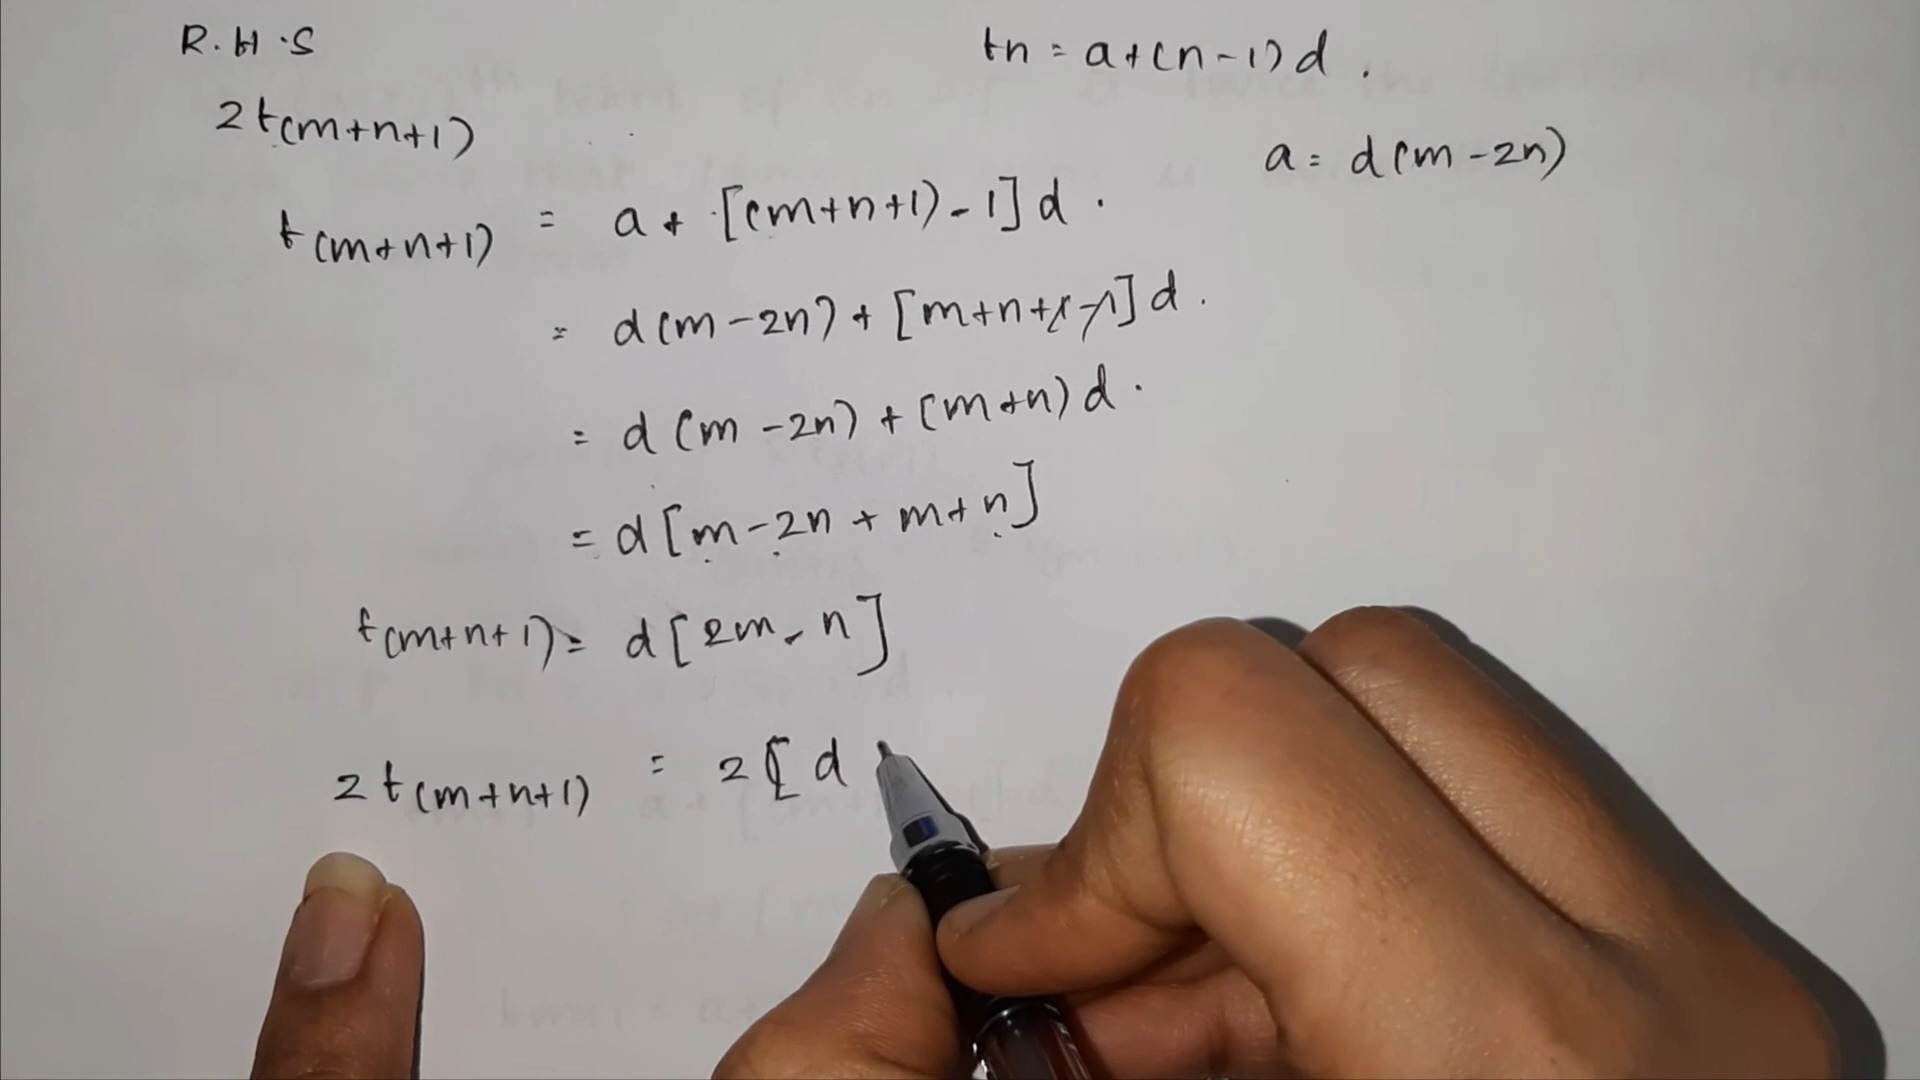 R.H.S
tn = a+(n-1)d.
2t(m+n+1)
a = d(m-2n)
t(m+n+1) = a + [(m+n+1)-1]d.
= d(m-2n) + [m+n+1-1]d.
= d(m-2n) + (m+n)d.
= d[m-2n + m+n]
t(m+n+1) = d[2m-n]
2t(m+n+1) = 2[d